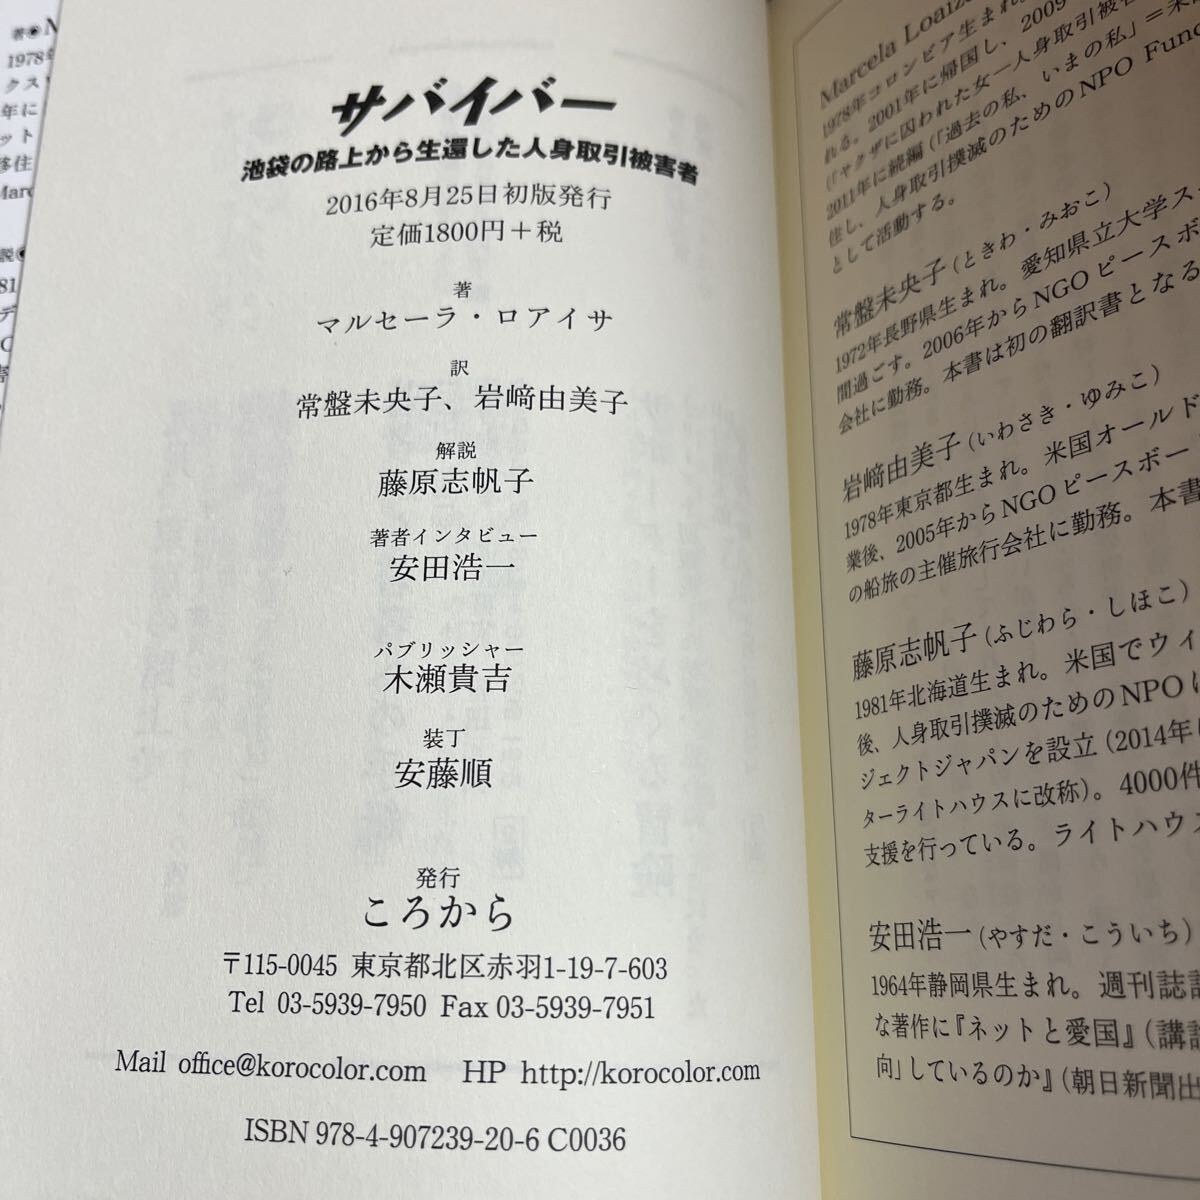 サバイバー
池袋の路上から生還した人身取引被害者
2016年8月25日初版発行
定価1800円＋税
著
マルセーラ・ロアイサ
訳
常盤未央子、岩﨑由美子
解説
藤原志帆子
著者インタビュー
安田浩一
パブリッシャー
木瀬貴吉
装丁
安藤順
発行
ころから
〒115-0045 東京都北区赤羽1-19-7-603
Tel 03-5939-7950 Fax 03-5939-7951
Mail office@korocolor.com HP http://korocolor.com
ISBN 978-4-907239-20-6 C0036
Marcela Loaiza
1978年コロンビア生まれ。
れる。2001年に帰国し、2009
(「ヤクザに囚われた女―人身取引被害者
2011年に続編(「過去の私、いまの私」＝未
住し、人身取引撲滅のためのNPO Fund
として活動する。
常盤未央子(ときわ・みおこ)
1972年長野県生まれ。愛知県立大学ス
間過ごす。2006年からNGOピースボ
会社に勤務。本書は初の翻訳書となる
岩﨑由美子(いわさき・ゆみこ)
1978年東京都生まれ。米国オールド
業後、2005年からNGOピースボー
の船旅の主催旅行会社に勤務。本書
藤原志帆子(ふじわら・しほこ)
1981年北海道生まれ。米国でウィ
後、人身取引撲滅のためのNPO
ジェクトジャパンを設立(2014年
ターライトハウスに改称)。4000件
支援を行っている。ライトハウス
安田浩一(やすだ・こういち)
1964年静岡県生まれ。週刊誌
な著作に『ネットと愛国』(講談
向」しているのか』(朝日新聞出